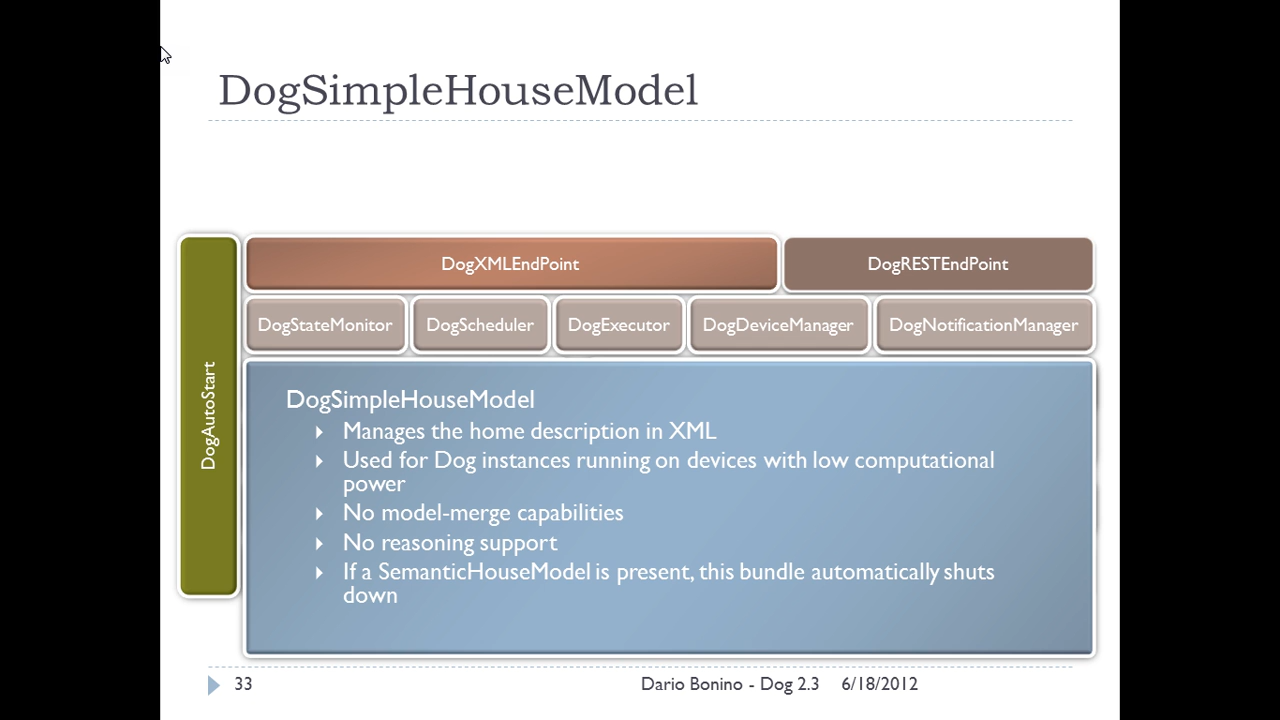 DogSimpleHouseModel
DogAutoStart
DogXMLEndPoint
DogRESTEndPoint
DogStateMonitor
DogScheduler
DogExecutor
DogDeviceManager
DogNotificationManager
DogSimpleHouseModel
Manages the home description in XML
Used for Dog instances running on devices with low computational
power
No model-merge capabilities
No reasoning support
If a SemanticHouseModel is present, this bundle automatically shuts
down
33
Dario Bonino - Dog 2.3
6/18/2012